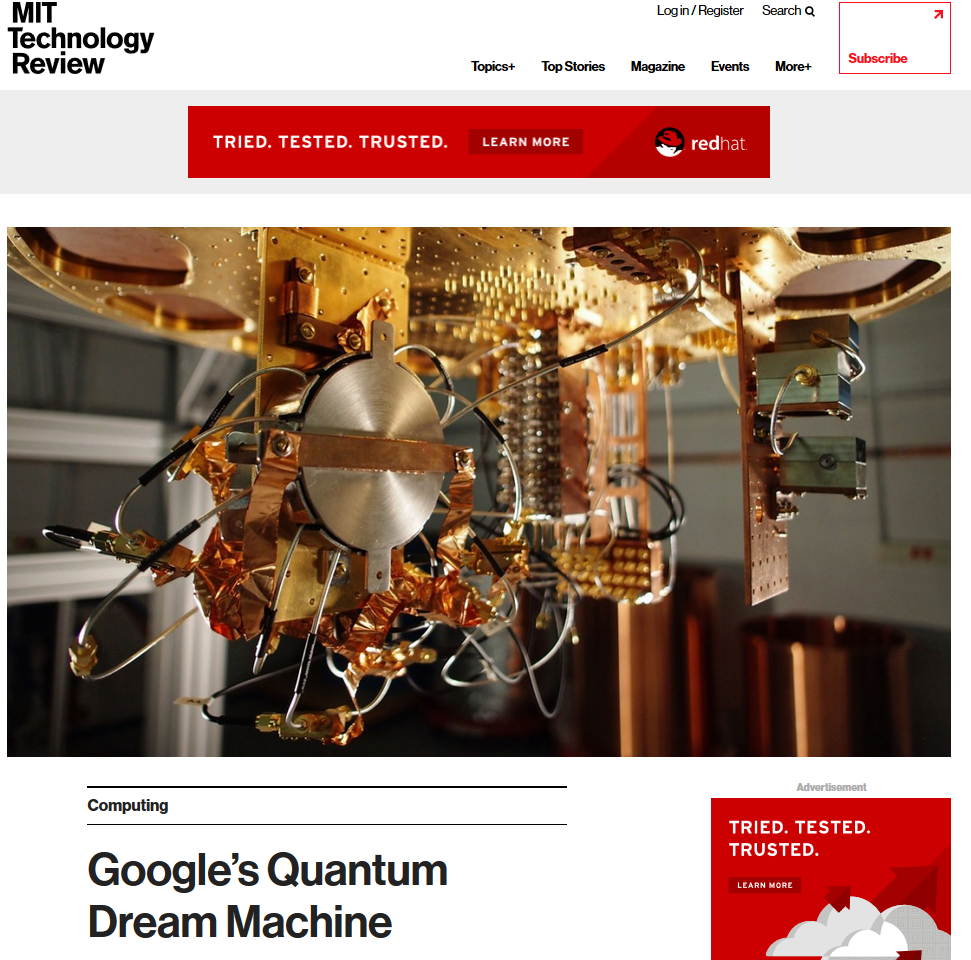 MIT
Technology
Review
Log in / Register
Search
Topics+
Top Stories
Magazine
Events
More+
Subscribe
TRIED. TESTED. TRUSTED.
LEARN MORE
redhat.
Computing
Google’s Quantum
Dream Machine
Advertisement
TRIED. TESTED.
TRUSTED.
LEARN MORE